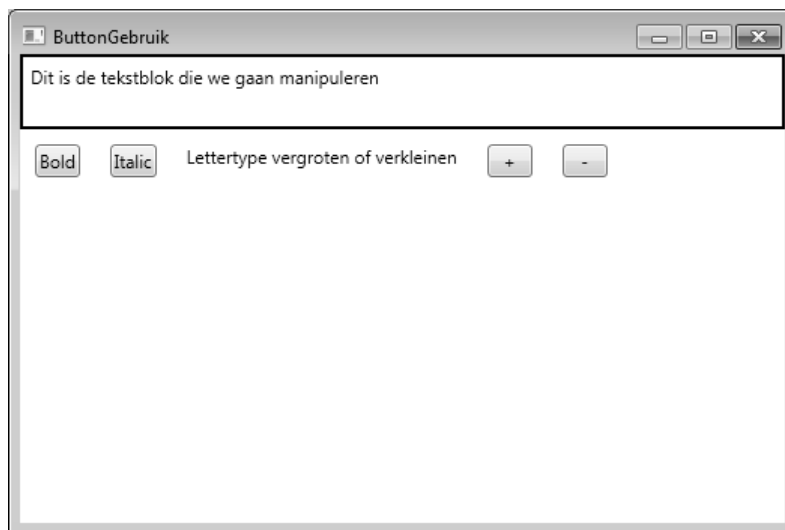 ButtonGebruik
Dit is de tekstblok die we gaan manipuleren
Bold Italic Lettertype vergroten of verkleinen + -